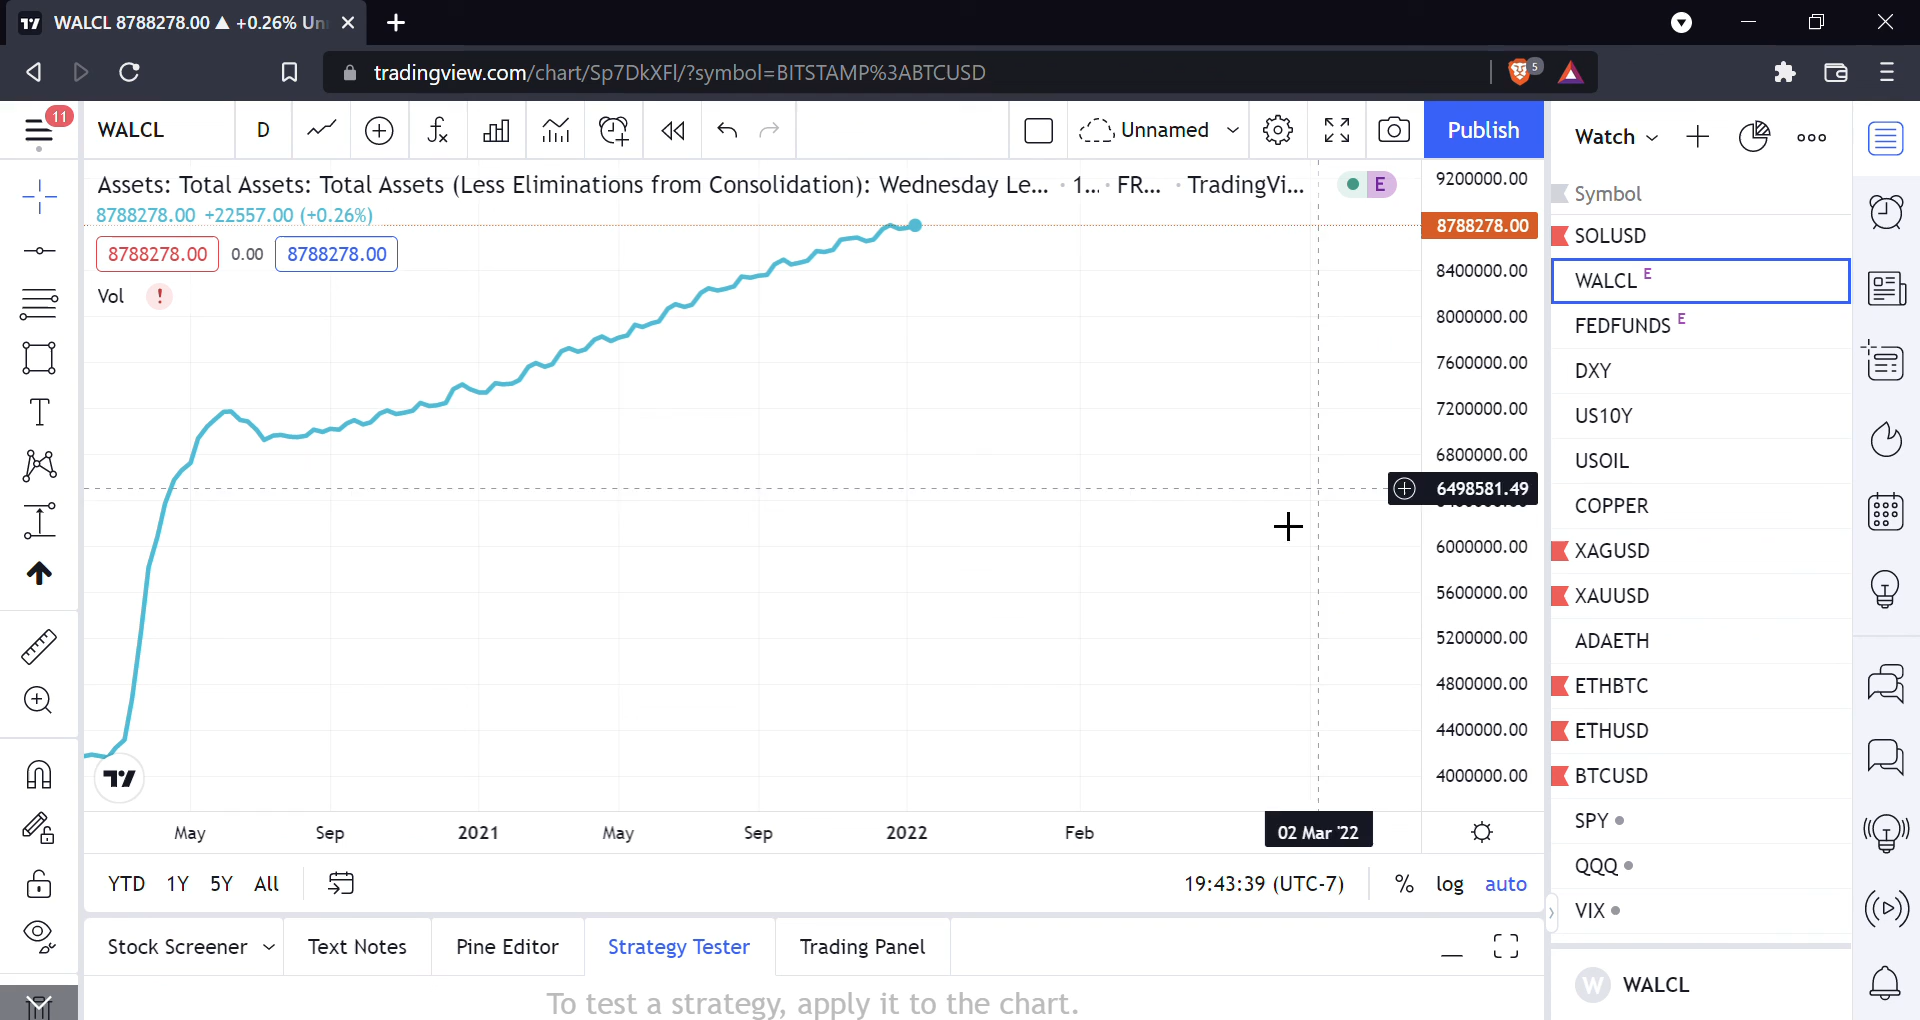 WALCL 8788278.00 ▲ +0.26% Un
tradingview.com/chart/Sp7DkXFl/?symbol=BITSTAMP%3ABTCUSD
5
11
WALCL
D
Unnamed
Publish
Watch
Assets: Total Assets: Total Assets (Less Eliminations from Consolidation): Wednesday Le... · 1... · FR... · TradingVi...
E
8788278.00 +22557.00 (+0.26%)
8788278.00 0.00 8788278.00
Vol !
9200000.00
8788278.00
8400000.00
8000000.00
7600000.00
7200000.00
6800000.00
6498581.49
6000000.00
5600000.00
5200000.00
4800000.00
4400000.00
4000000.00
May Sep 2021 May Sep 2022 Feb 02 Mar '22
YTD 1Y 5Y All
19:43:39 (UTC-7) % log auto
Stock Screener Text Notes Pine Editor Strategy Tester Trading Panel
To test a strategy, apply it to the chart.
Symbol
SOLUSD
WALCL E
FEDFUNDS E
DXY
US10Y
USOIL
COPPER
XAGUSD
XAUUSD
ADAETH
ETHBTC
ETHUSD
BTCUSD
SPY
QQQ
VIX
W WALCL